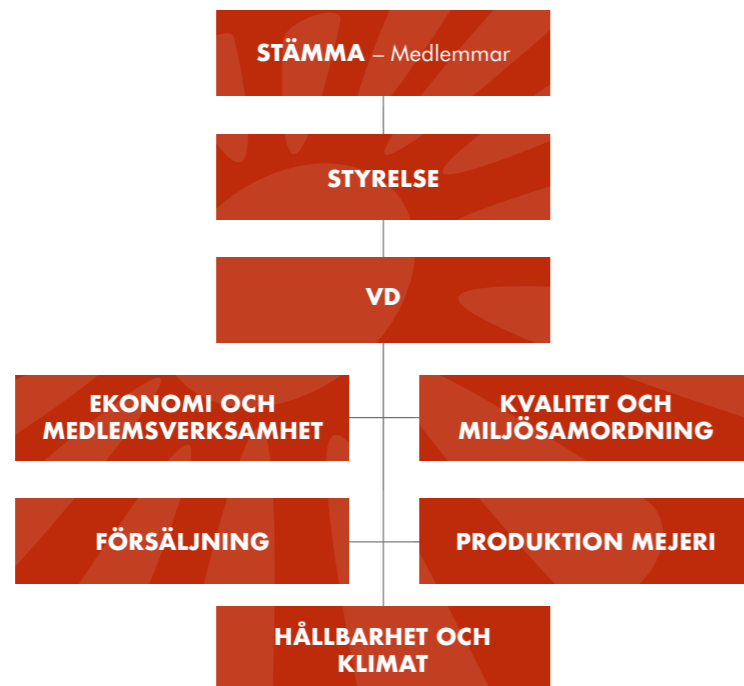 STÄMMA – Medlemmar
STYRELSE
VD
EKONOMI OCH
MEDLEMSVERKSAMHET
KVALITET OCH
MILJÖSAMORDNING
FÖRSÄLJNING
PRODUKTION MEJERI
HÅLLBARHET OCH
KLIMAT